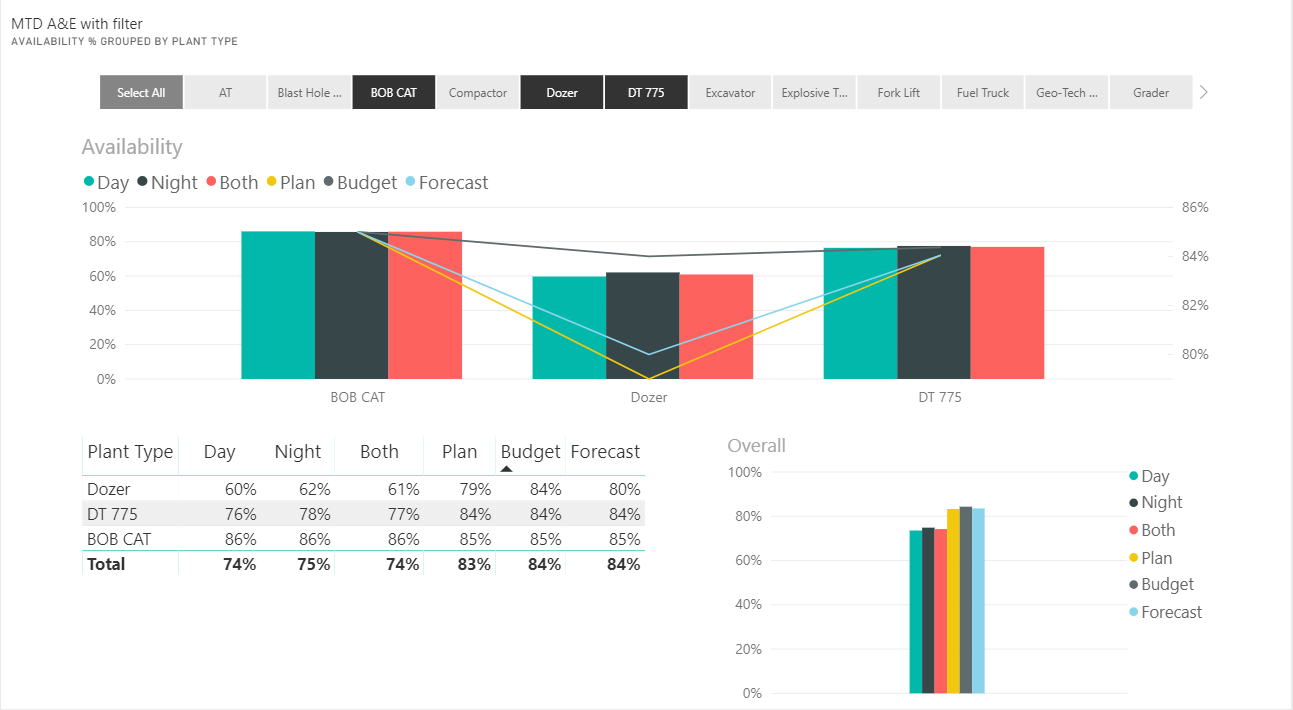 MTD A&E with filter
AVAILABILITY % GROUPED BY PLANT TYPE
Select All AT Blast Hole ... BOB CAT Compactor Dozer DT 775 Excavator Explosive T... Fork Lift Fuel Truck Geo-Tech ... Grader
Availability
Day Night Both Plan Budget Forecast
100% 86%
80% 84%
60% 82%
40% 80%
20%
0%
BOB CAT Dozer DT 775
Plant Type Day Night Both Plan Budget Forecast
Dozer 60% 62% 61% 79% 84% 80%
DT 775 76% 78% 77% 84% 84% 84%
BOB CAT 86% 86% 86% 85% 85% 85%
Total 74% 75% 74% 83% 84% 84%
Overall
100%
80%
60%
40%
20%
0%
Day
Night
Both
Plan
Budget
Forecast